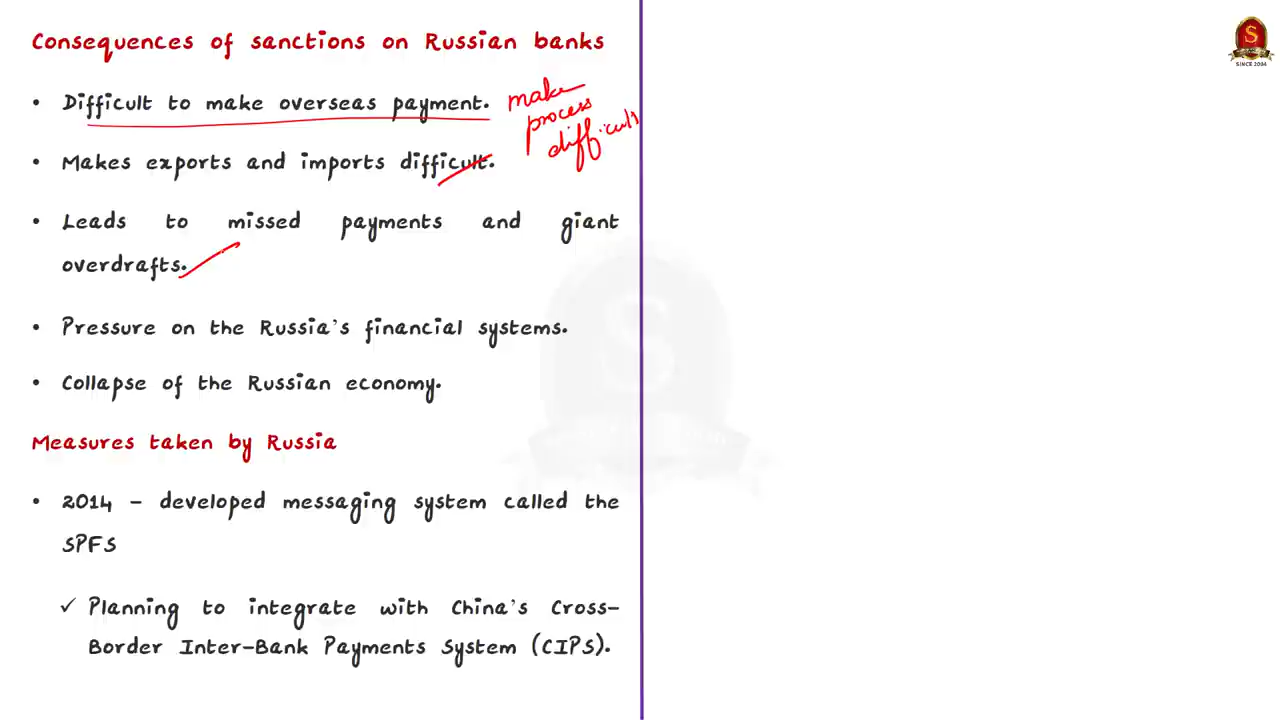 Consequences of sanctions on Russian banks
• Difficult to make overseas payment.
make
process
difficult
• Makes exports and imports difficult.
• Leads to missed payments and giant
overdrafts.
• Pressure on the Russia's financial systems.
• Collapse of the Russian economy.
Measures taken by Russia
• 2014 – developed messaging system called the
SPFS
✓ Planning to integrate with China's Cross-
Border Inter-Bank Payments System (CIPS).
S
SINCE 2004